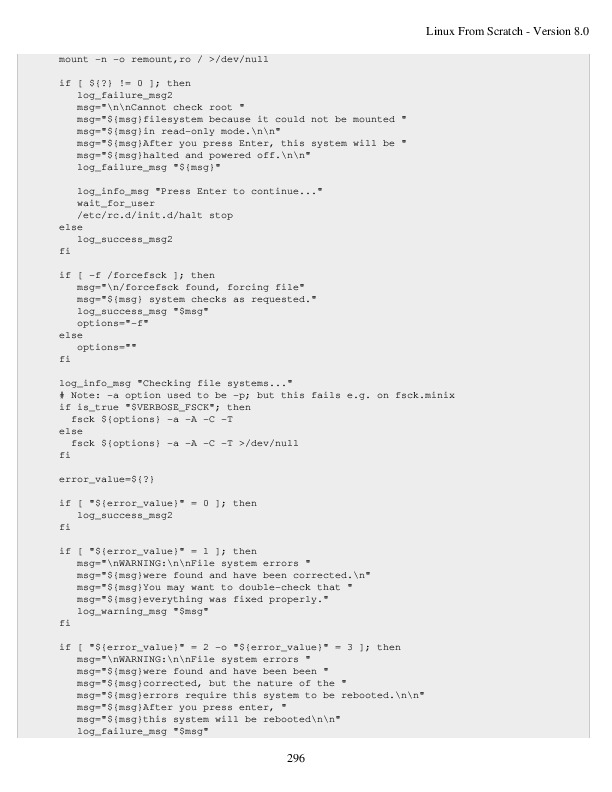 Linux From Scratch - Version 8.0
mount -n -o remount,ro / >/dev/null
if [ ${?} != 0 ]; then
log_failure_msg2
msg="\n\nCannot check root "
msg="${msg}filesystem because it could not be mounted "
msg="${msg}in read-only mode.\n\n"
msg="${msg}After you press Enter, this system will be "
msg="${msg}halted and powered off.\n\n"
log_failure_msg "${msg}"
log_info_msg "Press Enter to continue..."
wait_for_user
/etc/rc.d/init.d/halt stop
else
log_success_msg2
fi
if [ -f /forcefsck ]; then
msg="\n/forcefsck found, forcing file"
msg="${msg} system checks as requested."
log_success_msg "$msg"
options="-f"
else
options=""
fi
log_info_msg "Checking file systems..."
# Note: -a option used to be -p; but this fails e.g. on fsck.minix
if is_true "$VERBOSE_FSCK"; then
fsck ${options} -a -A -C -T
else
fsck ${options} -a -A -C -T >/dev/null
fi
error_value=${?}
if [ "${error_value}" = 0 ]; then
log_success_msg2
fi
if [ "${error_value}" = 1 ]; then
msg="\nWARNING:\n\nFile system errors "
msg="${msg}were found and have been corrected.\n"
msg="${msg}You may want to double-check that "
msg="${msg}everything was fixed properly."
log_warning_msg "$msg"
fi
if [ "${error_value}" = 2 -o "${error_value}" = 3 ]; then
msg="\nWARNING:\n\nFile system errors "
msg="${msg}were found and have been been "
msg="${msg}corrected, but the nature of the "
msg="${msg}errors require this system to be rebooted.\n\n"
msg="${msg}After you press enter, "
msg="${msg}this system will be rebooted\n\n"
log_failure_msg "$msg"
296